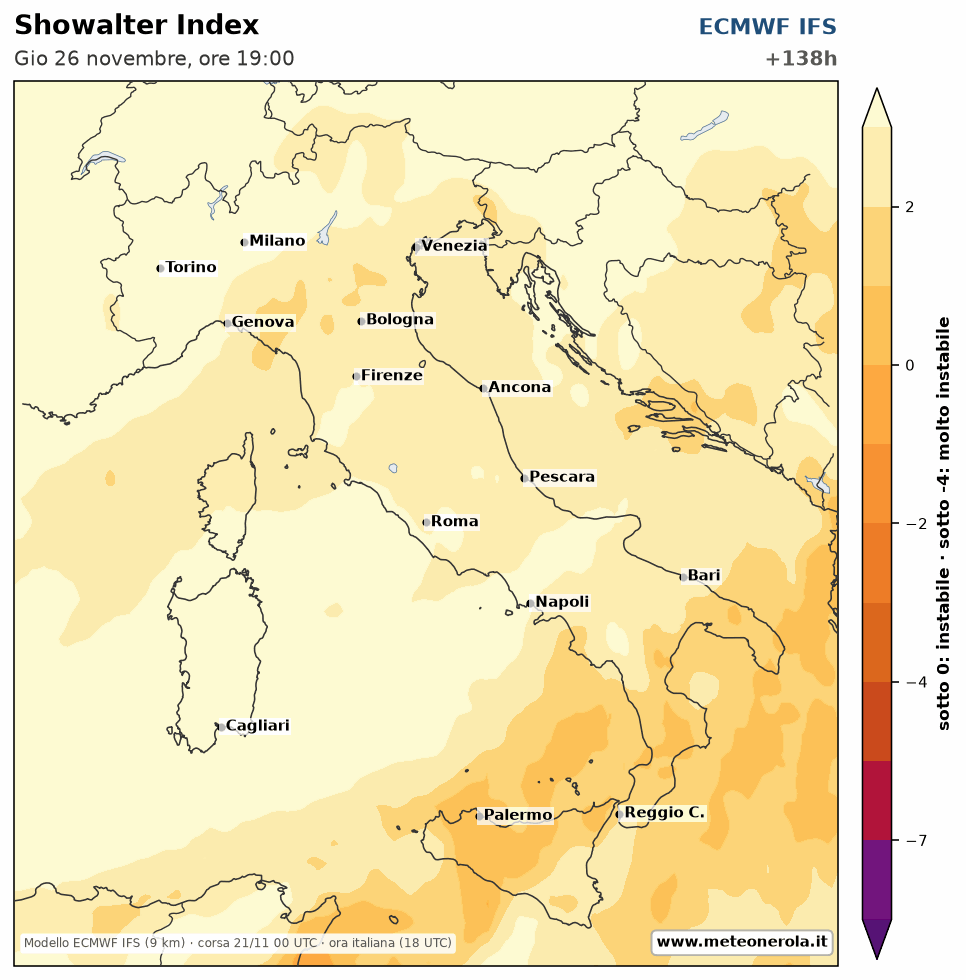 Showalter Index
ECMWF IFS
Gio 26 novembre, ore 19:00
+138h
Milano
Venezia
Torino
Genova
Bologna
Firenze
Ancona
Pescara
Roma
Bari
Napoli
Cagliari
Palermo
Reggio C.
2
0
−2
−4
−7
sotto 0: instabile · sotto -4: molto instabile
Modello ECMWF IFS (9 km) · corsa 21/11 00 UTC · ora italiana (18 UTC)
www.meteonerola.it